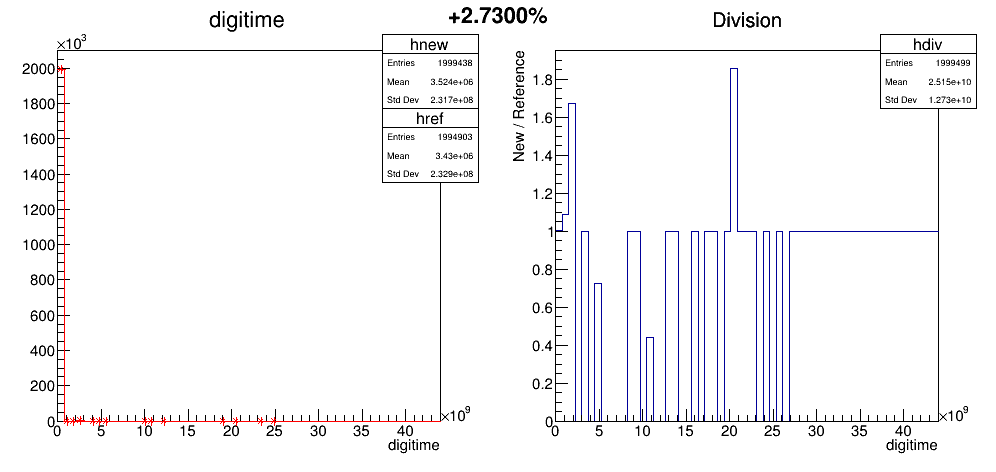 digitime
+2.7300%
Division
×10³
hnew
Entries 1999438
Mean 3.524e+06
Std Dev 2.317e+08
href
Entries 1994903
Mean 3.43e+06
Std Dev 2.329e+08
2000
1800
1600
1400
1200
1000
800
600
400
200
0
0 5 10 15 20 25 30 35 40 ×10⁹
digitime
hdiv
Entries 1999499
Mean 2.515e+10
Std Dev 1.273e+10
New / Reference
1.8
1.6
1.4
1.2
1
0.8
0.6
0.4
0.2
0
0 5 10 15 20 25 30 35 40 ×10⁹
digitime